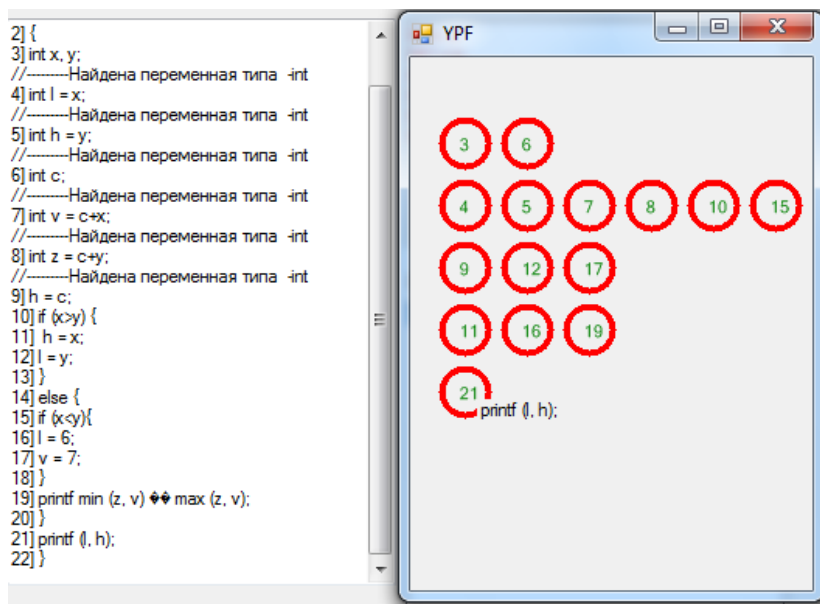 2] {
3] int x, y;
//---------Найдена переменная типа -int
4] int l = x;
//---------Найдена переменная типа -int
5] int h = y;
//---------Найдена переменная типа -int
6] int c;
//---------Найдена переменная типа -int
7] int v = c+x;
//---------Найдена переменная типа -int
8] int z = c+y;
//---------Найдена переменная типа -int
9] h = c;
10] if (x>y) {
11] h = x;
12] l = y;
13] }
14] else {
15] if (x<y){
16] l = 6;
17] v = 7;
18] }
19] printf min (z, v) �� max (z, v);
20] }
21] printf (l, h);
22] }
YPF
3 6
4 5 7 8 10 15
9 12 17
11 16 19
21
printf (l, h);